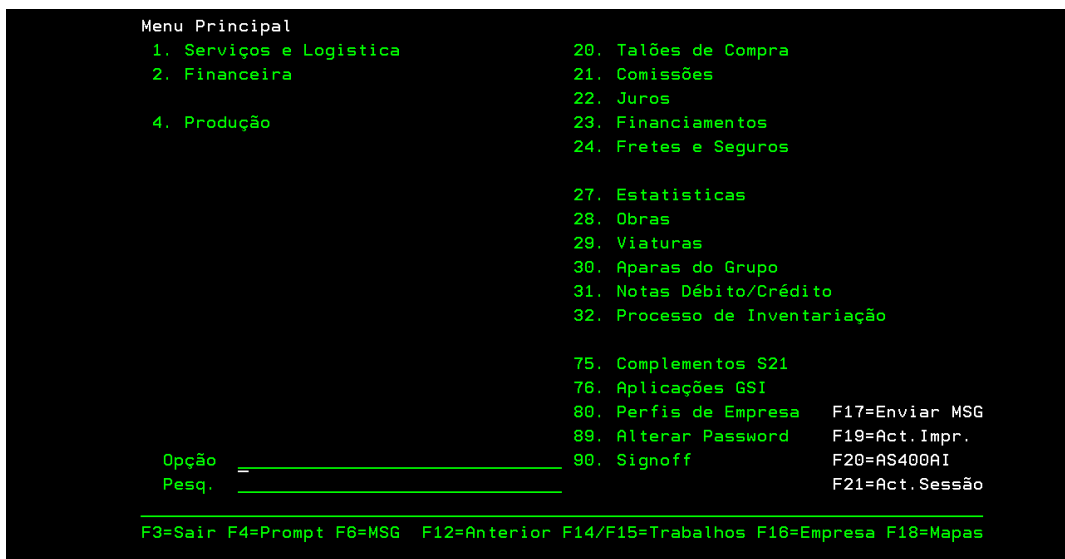 Menu Principal
1. Serviços e Logistica 20. Talões de Compra
2. Financeira 21. Comissões
22. Juros
4. Produção 23. Financiamentos
24. Fretes e Seguros
27. Estatisticas
28. Obras
29. Viaturas
30. Aparas do Grupo
31. Notas Débito/Crédito
32. Processo de Inventariação
75. Complementos S21
76. Aplicações GSI
80. Perfis de Empresa F17=Enviar MSG
89. Alterar Password F19=Act.Impr.
Opção 90. Signoff F20=AS400AI
Pesq. F21=Act.Sessão
F3=Sair F4=Prompt F6=MSG F12=Anterior F14/F15=Trabalhos F16=Empresa F18=Mapas